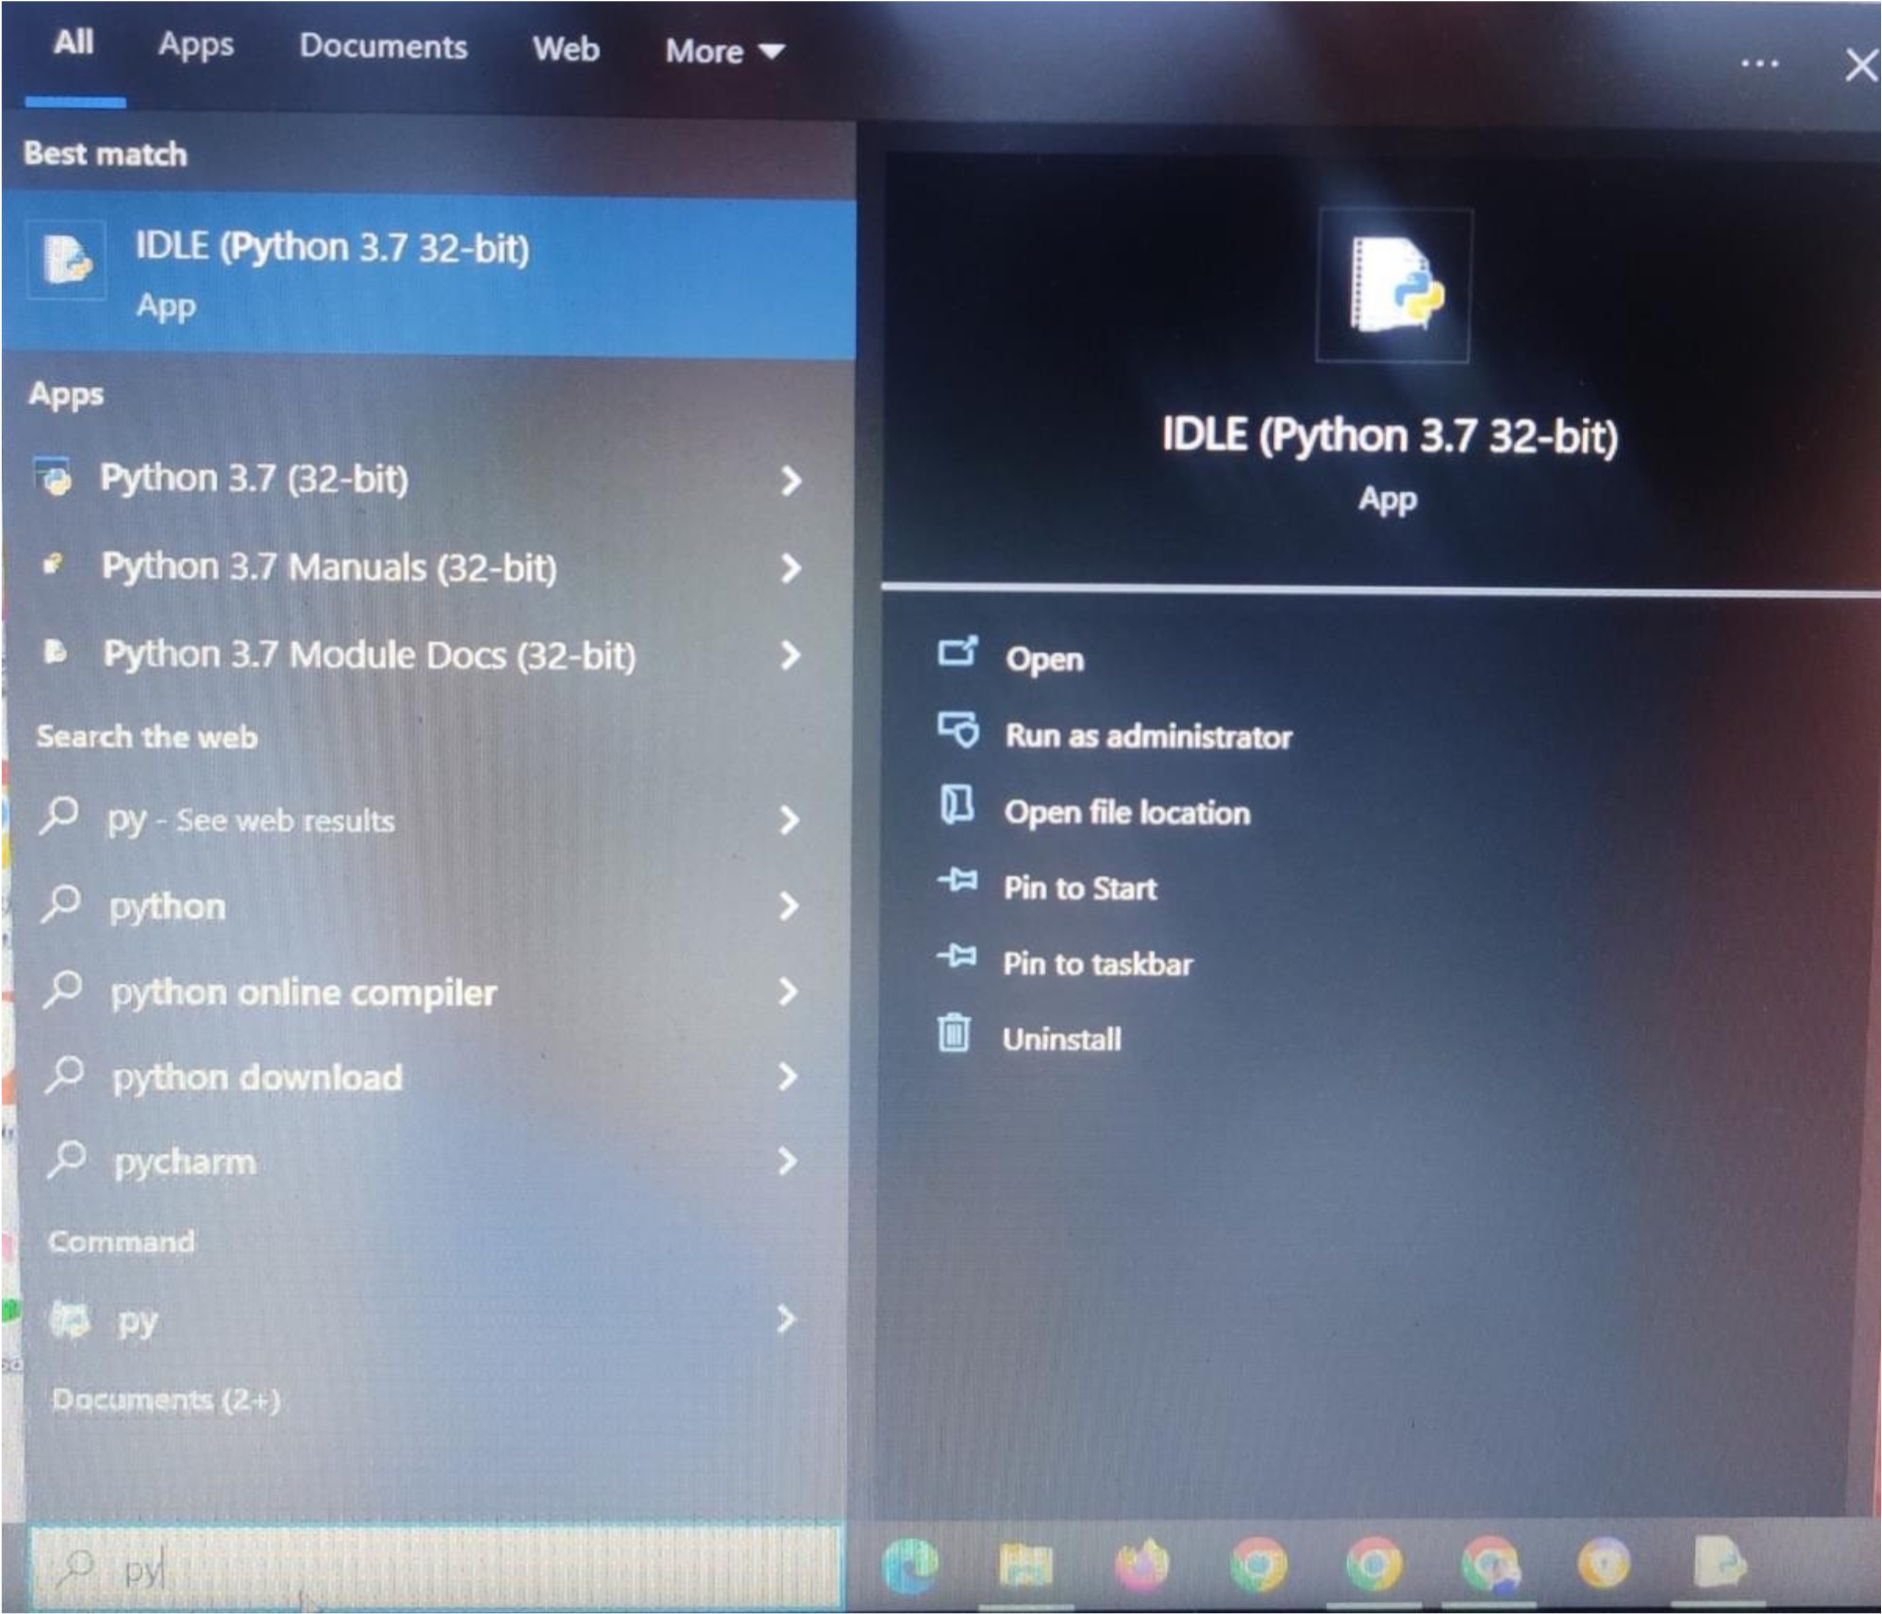 All Apps Documents Web More
Best match
IDLE (Python 3.7 32-bit)
App
Apps
Python 3.7 (32-bit)
Python 3.7 Manuals (32-bit)
Python 3.7 Module Docs (32-bit)
Search the web
py - See web results
python
python online compiler
python download
pycharm
Command
py
Documents (2+)
py
IDLE (Python 3.7 32-bit)
App
Open
Run as administrator
Open file location
Pin to Start
Pin to taskbar
Uninstall